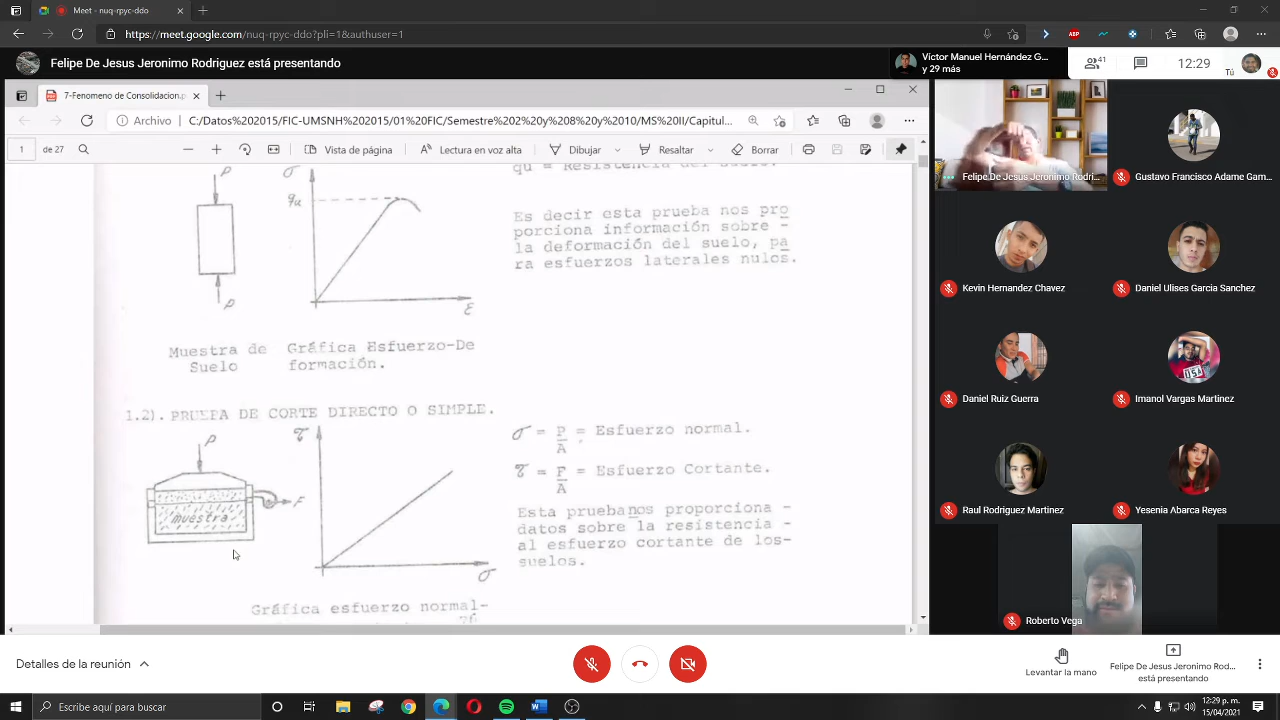 Meet - nuq-rpyc-ddo
https://meet.google.com/nuq-rpyc-ddo?pli=1&authuser=1
ABP
Felipe De Jesus Jeronimo Rodriguez está presentando
Víctor Manuel Hernández G...
y 29 más
41
12:29
Tú
7-Fenomeno de Consolidacion.p
Archivo
C:/Datos%202015/FIC-UMSNH%202015/01%20FIC/Semestre%202%20y%208%20y%2010/MS%20II/Capitul...
1
de 27
Vista de página
Lectura en voz alta
Dibujar
Resaltar
Borrar
qu = Resistencia del Suelo.
P
σ
qu
Es decir esta prueba nos pro
porciona información sobre -
la deformación del suelo, pa
ra esfuerzos laterales nulos.
P
ε
Muestra de
Suelo
Gráfica Esfuerzo-De
formación.
1.2). PRUEBA DE CORTE DIRECTO O SIMPLE.
P
F
muestra
τ
σ
σ = P/A = Esfuerzo normal.
τ = F/A = Esfuerzo Cortante.
Esta prueba nos proporciona -
datos sobre la resistencia -
al esfuerzo cortante de los-
suelos.
Gráfica esfuerzo normal-
Felipe De Jesus Jeronimo Rodri...
Gustavo Francisco Adame Gam...
Kevin Hernandez Chavez
Daniel Ulises Garcia Sanchez
Daniel Ruiz Guerra
USA
Imanol Vargas Martinez
Raul Rodriguez Martinez
Yesenia Abarca Reyes
Roberto Vega
Detalles de la reunión
Levantar la mano
Felipe De Jesus Jeronimo Rod...
está presentando
Escribe aquí para buscar
12:29 p. m.
15/04/2021